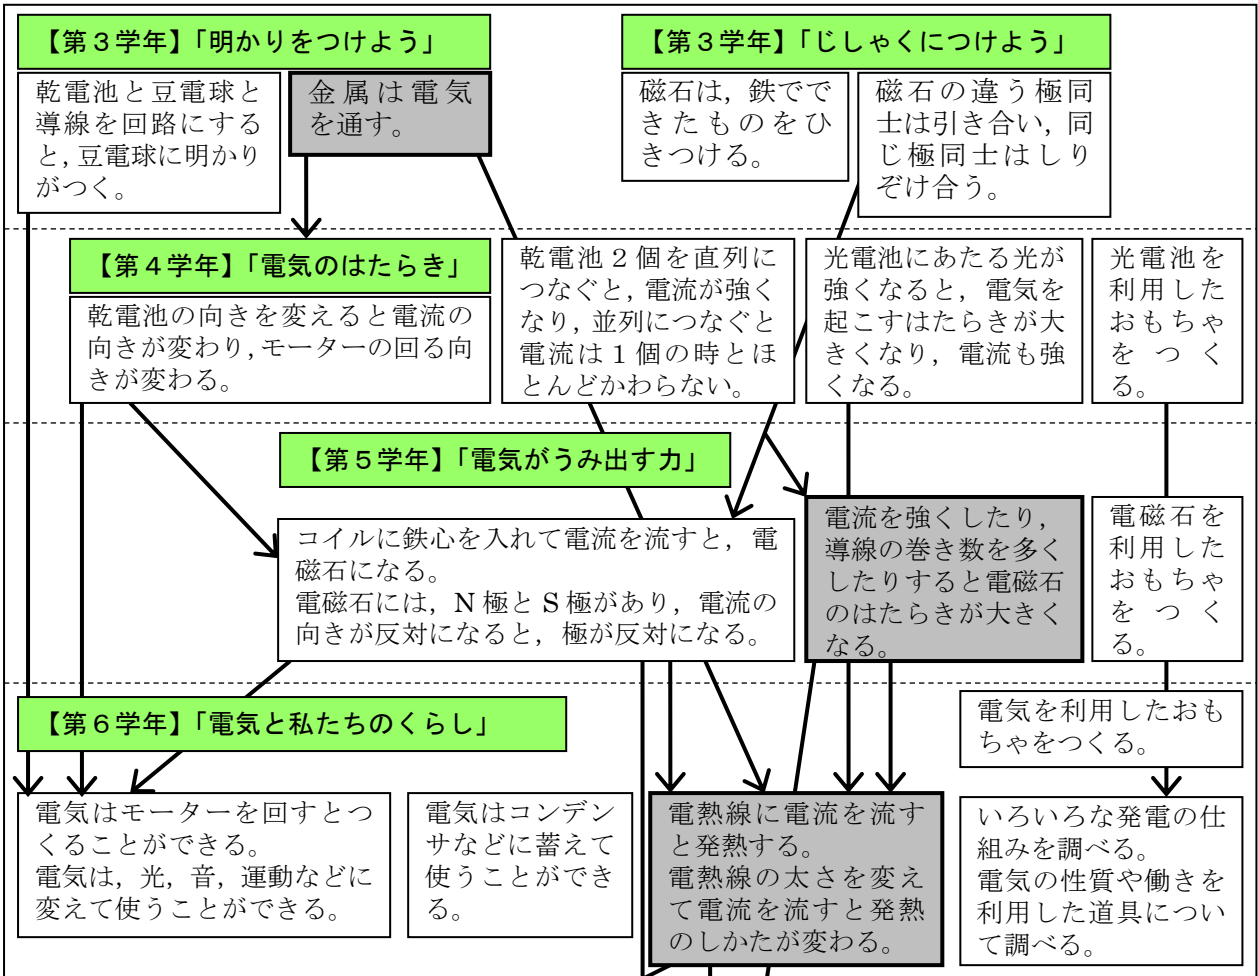 【第３学年】「明かりをつけよう」
乾電池と豆電球と
導線を回路にする
と，豆電球に明かり
がつく。
金属は電気
を通す。
【第３学年】「じしゃくにつけよう」
磁石は，鉄でで
きたものをひ
きつける。
磁石の違う極同
士は引き合い，同
じ極同士はしり
ぞけ合う。
【第４学年】「電気のはたらき」
乾電池の向きを変えると電流の
向きが変わり，モーターの回る向
きが変わる。
乾電池２個を直列に
つなぐと，電流が強く
なり，並列につなぐと
電流は１個の時とほ
とんどかわらない。
光電池にあたる光が
強くなると，電気を
起こすはたらきが大
きくなり，電流も強
くなる。
光電池を
利用した
おもちゃ
をつく
る。
【第５学年】「電気がうみ出す力」
コイルに鉄心を入れて電流を流すと，電
磁石になる。
電磁石には，N 極と S 極があり，電流の
向きが反対になると，極が反対になる。
電流を強くしたり，
導線の巻き数を多く
したりすると電磁石
のはたらきが大きく
なる。
電磁石を
利用した
おもちゃ
をつく
る。
【第６学年】「電気と私たちのくらし」
電気はモーターを回すとつ
くることができる。
電気は，光，音，運動などに
変えて使うことができる。
電気はコンデン
サなどに蓄えて
使うことができ
る。
電熱線に電流を流す
と発熱する。
電熱線の太さを変え
て電流を流すと発熱
のしかたが変わる。
電気を利用したおも
ちゃをつくる。
いろいろな発電の仕
組みを調べる。
電気の性質や働きを
利用した道具につい
て調べる。